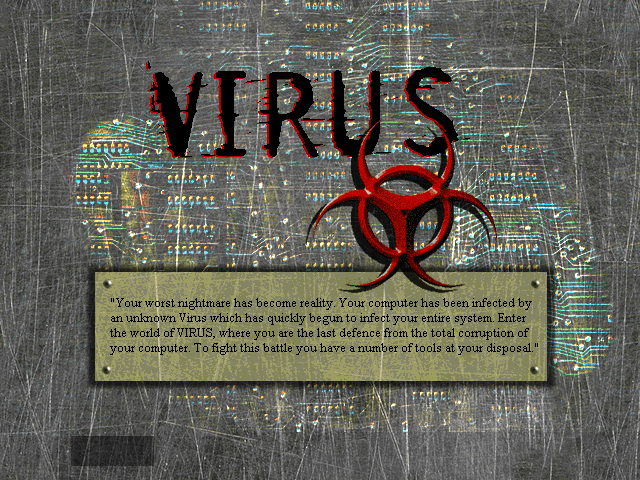 VIRUS
"Your worst nightmare has become reality. Your computer has been infected by
an unknown Virus which has quickly begun to infect your entire system. Enter
the world of VIRUS, where you are the last defence from the total corruption of
your computer. To fight this battle you have a number of tools at your disposal."